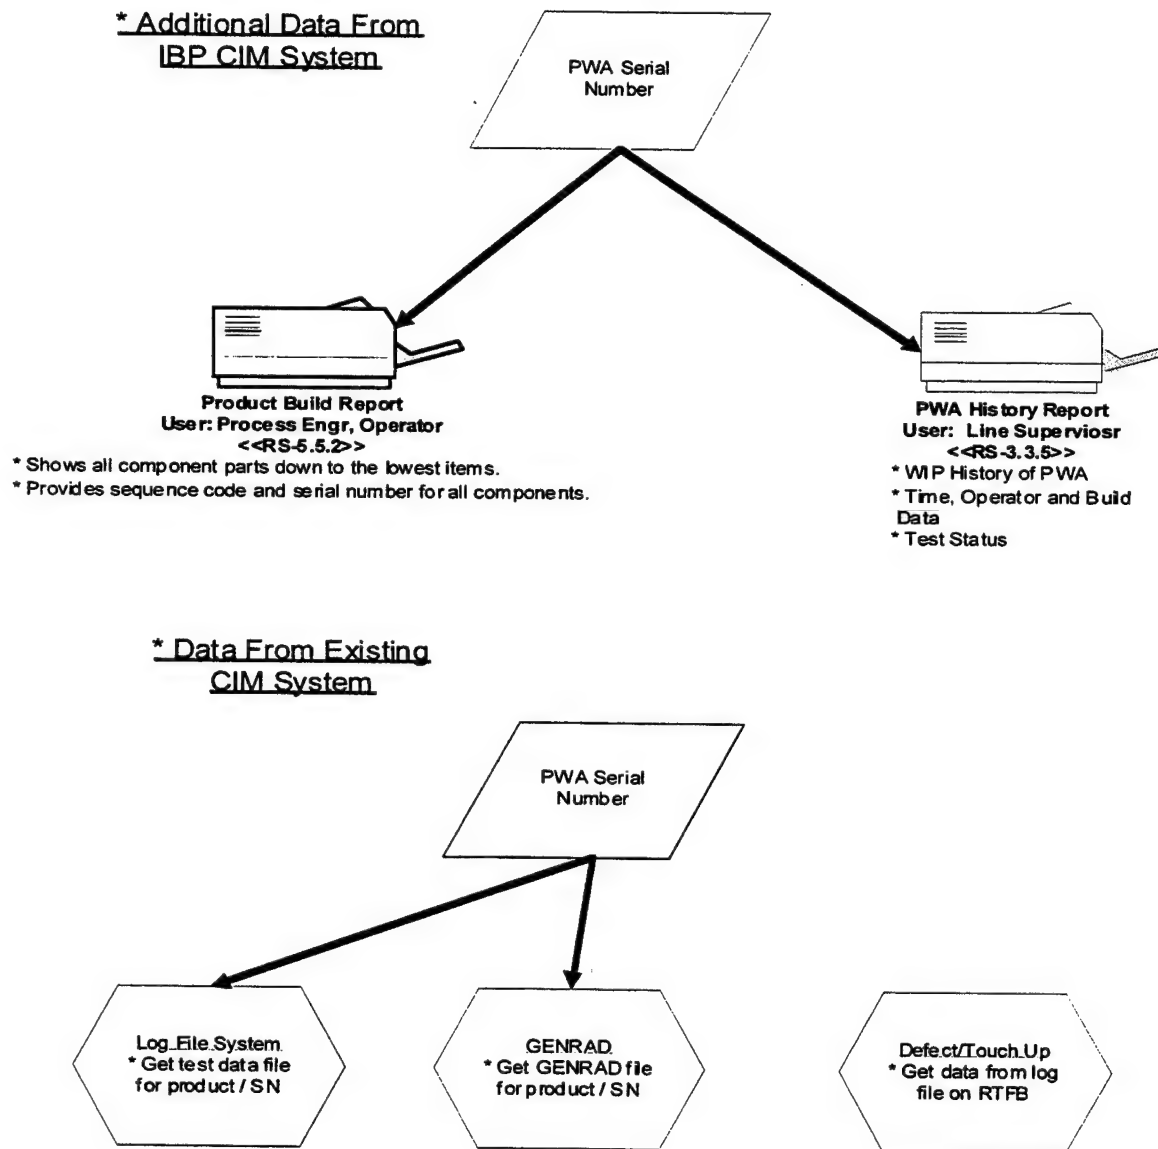 * Additional Data From
IBP CIM System
PWA Serial
Number
Product Build Report
User: Process Engr, Operator
<<RS-5.5.2>>
* Shows all component parts down to the lowest items.
* Provides sequence code and serial number for all components.
PWA History Report
User: Line Superviosr
<<RS-3.3.5>>
* WIP History of PWA
* Time, Operator and Build
Data
* Test Status
* Data From Existing
CIM System
PWA Serial
Number
Log File System
* Get test data file
for product / SN
GENRAD
* Get GENRAD file
for product / SN
Defect/Touch Up
* Get data from log
file on RTFB